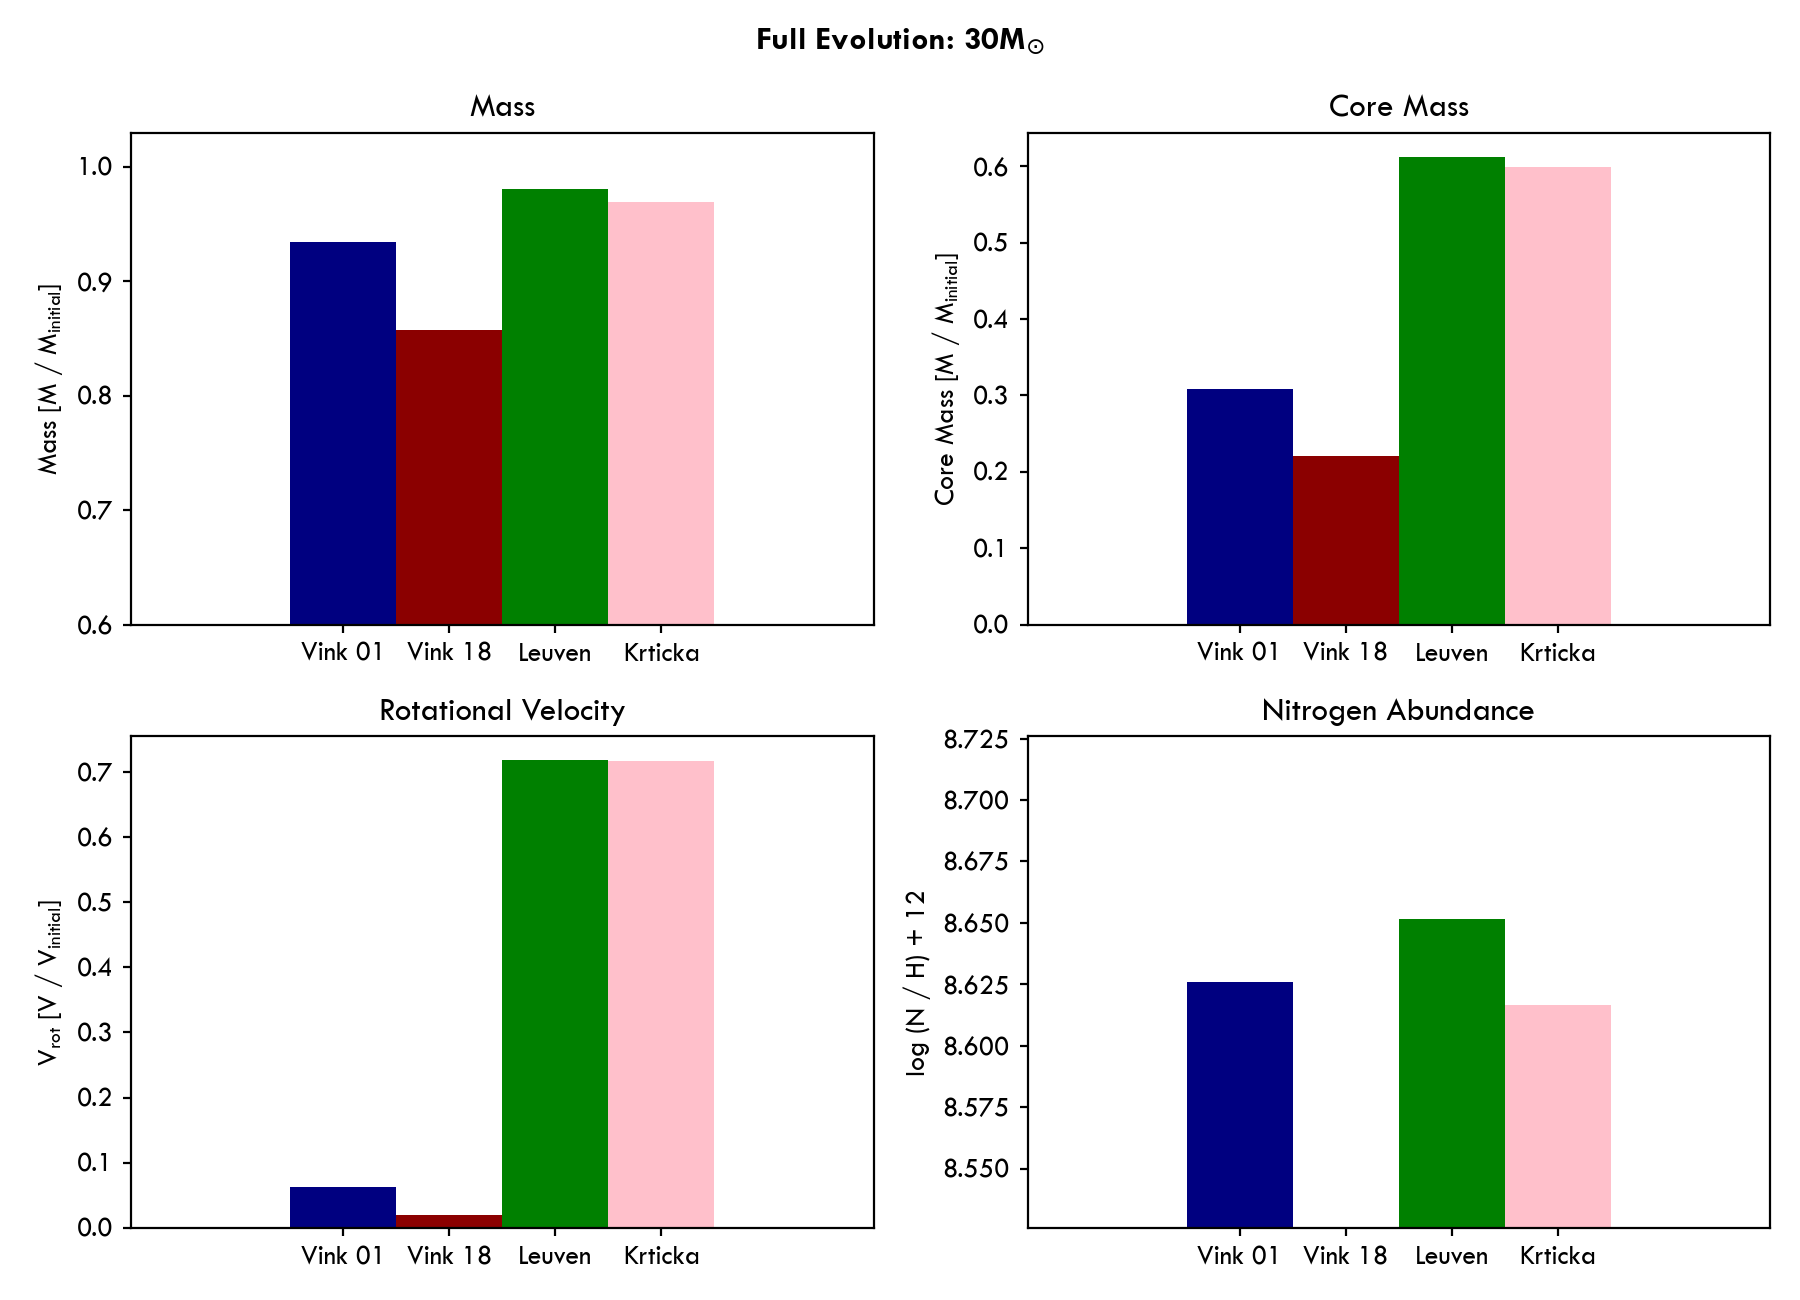 Full Evolution: 30M☉
Mass
Mass [M / Minitial]
1.0
0.9
0.8
0.7
0.6
Vink 01 Vink 18 Leuven Krticka
Core Mass
Core Mass [M / Minitial]
0.6
0.5
0.4
0.3
0.2
0.1
0.0
Vink 01 Vink 18 Leuven Krticka
Rotational Velocity
Vrot [V / Vinitial]
0.7
0.6
0.5
0.4
0.3
0.2
0.1
0.0
Vink 01 Vink 18 Leuven Krticka
Nitrogen Abundance
log (N / H) + 12
8.725
8.700
8.675
8.650
8.625
8.600
8.575
8.550
Vink 01 Vink 18 Leuven Krticka